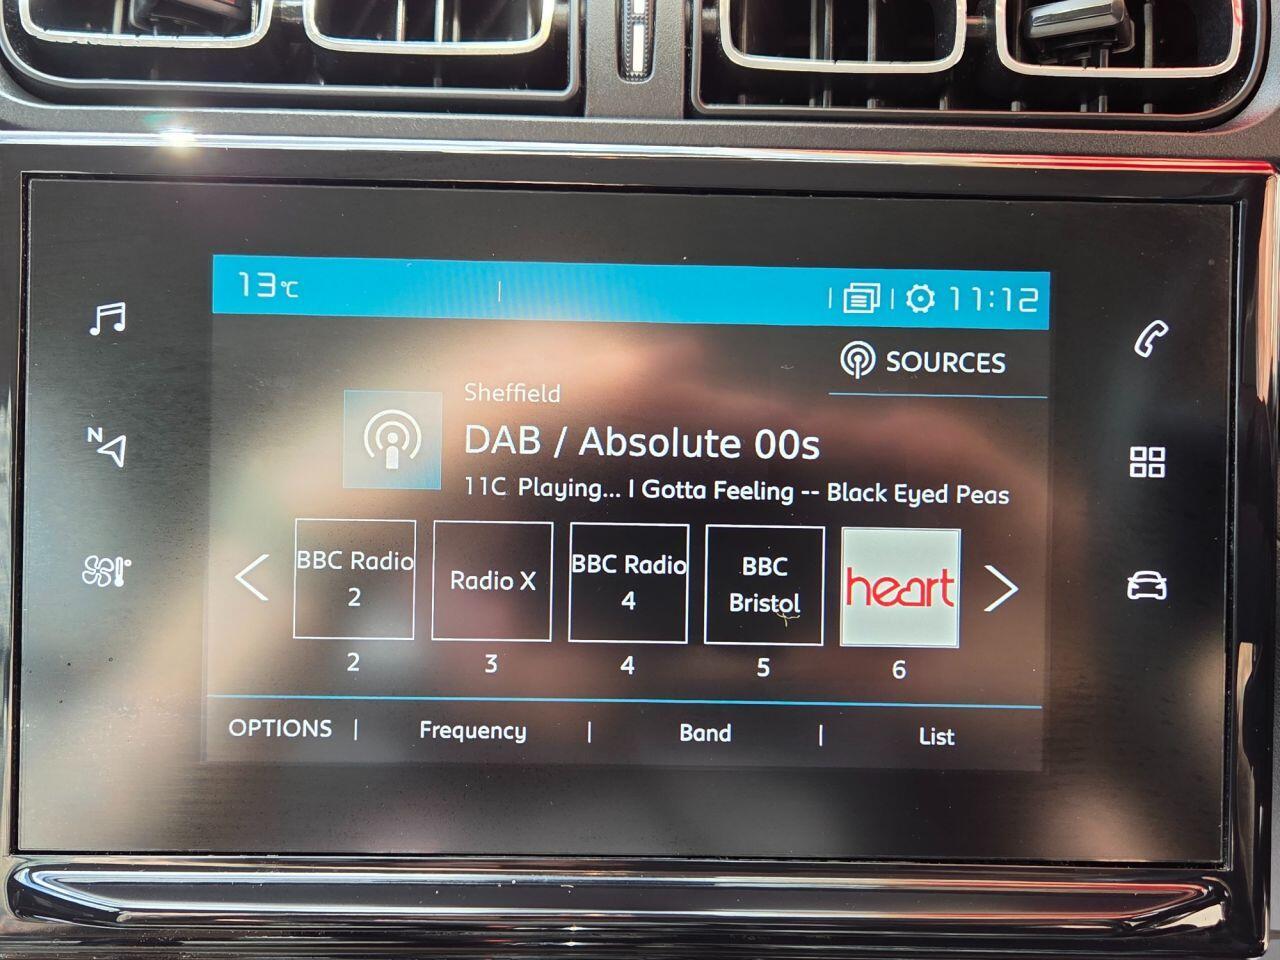 13°C
11:12
SOURCES
Sheffield
DAB / Absolute 00s
11C Playing... I Gotta Feeling -- Black Eyed Peas
BBC Radio
2
Radio X
BBC Radio
4
BBC
Bristol
heart
2
3
4
5
6
OPTIONS | Frequency | Band | List
N